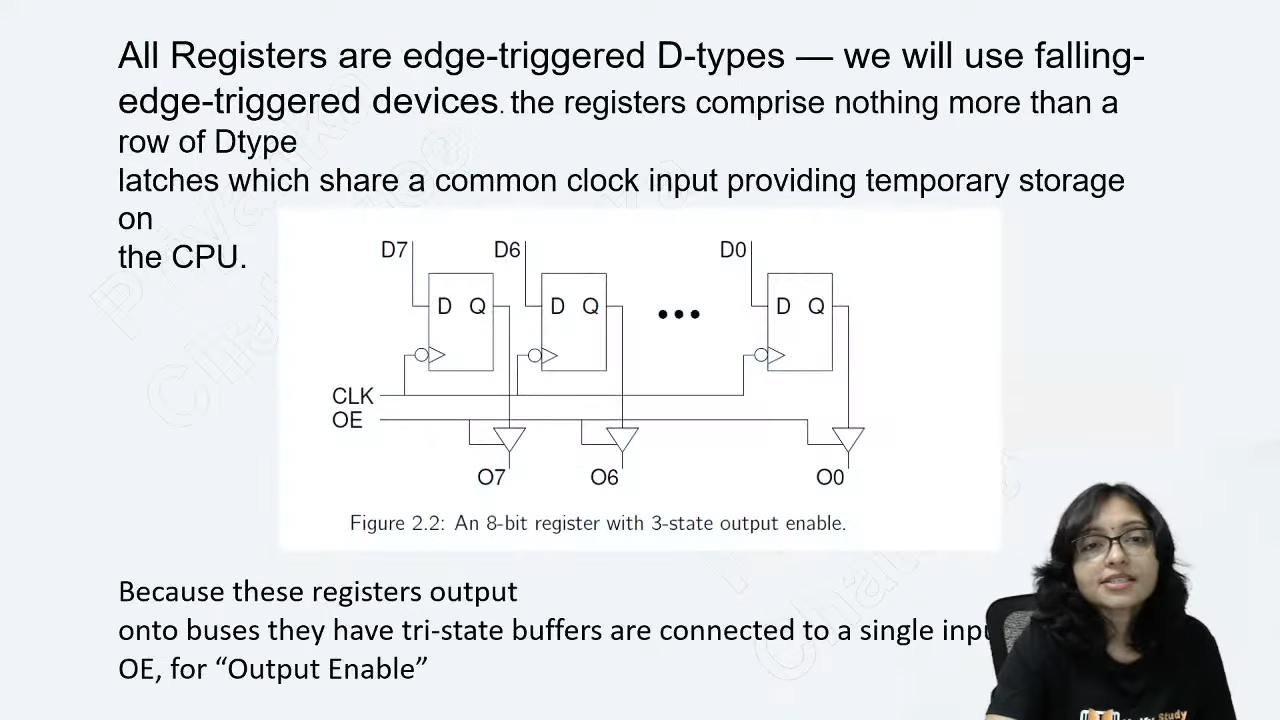 All Registers are edge-triggered D-types — we will use falling-
edge-triggered devices. the registers comprise nothing more than a
row of Dtype
latches which share a common clock input providing temporary storage
on
the CPU.
D7 D6 D0
D Q D Q D Q
CLK
OE
O7 O6 O0
Figure 2.2: An 8-bit register with 3-state output enable.
Because these registers output
onto buses they have tri-state buffers are connected to a single
OE, for “Output Enable”
Study